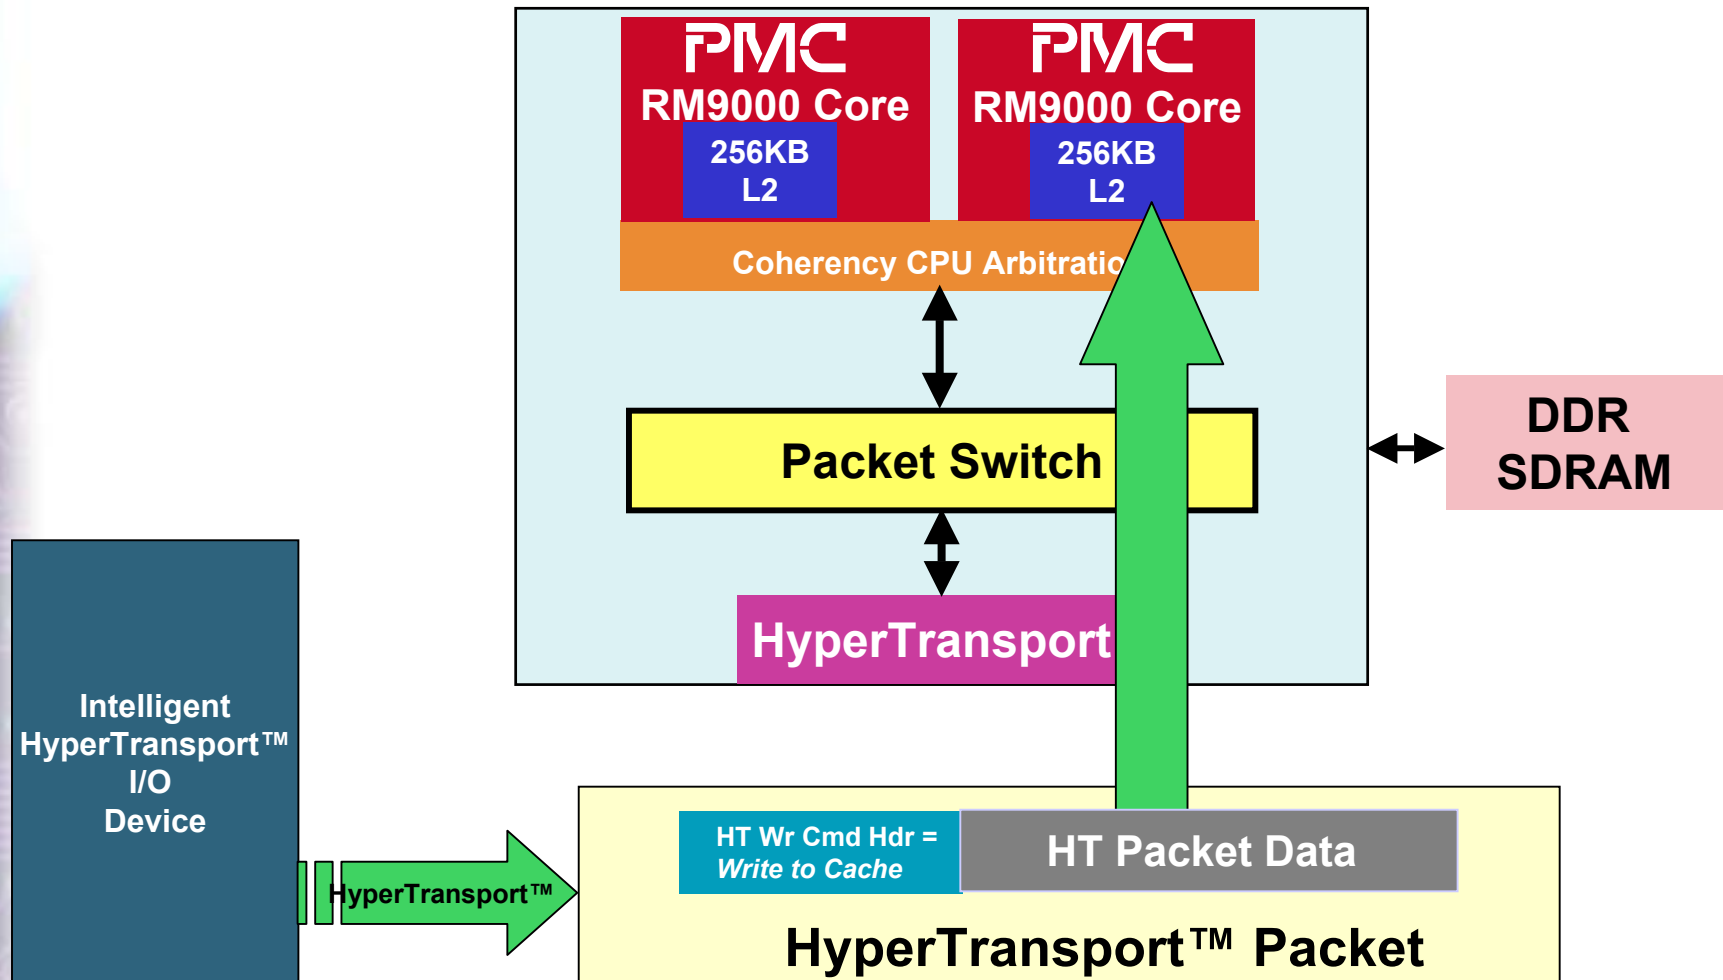 PMC
RM9000 Core
256KB
L2
PMC
RM9000 Core
256KB
L2
Coherency CPU Arbitratio
Packet Switch
DDR
SDRAM
HyperTransport
Intelligent
HyperTransport™
I/O
Device
HyperTransport™
HT Wr Cmd Hdr =
Write to Cache
HT Packet Data
HyperTransport™ Packet